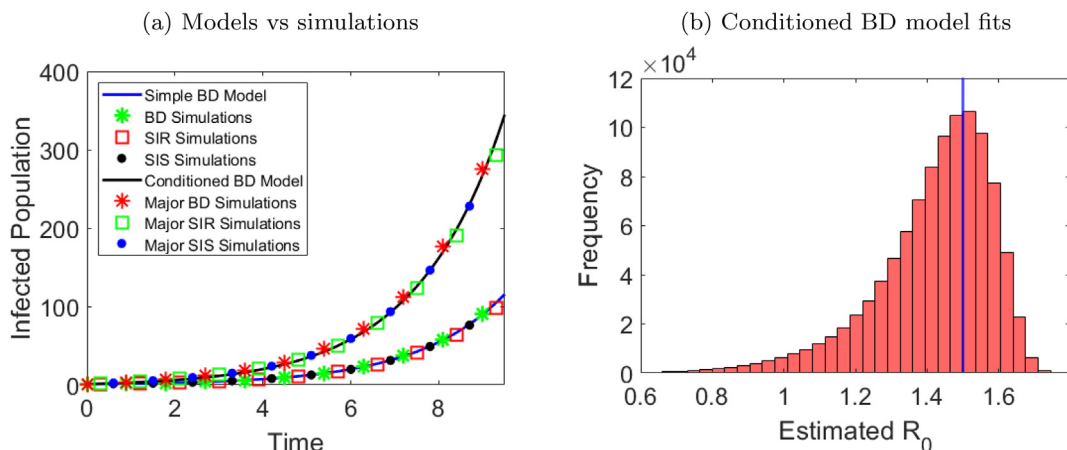 (a) Models vs simulations
(b) Conditioned BD model fits
400
300
200
100
0
Infected Population
Simple BD Model
BD Simulations
SIR Simulations
SIS Simulations
Conditioned BD Model
Major BD Simulations
Major SIR Simulations
Major SIS Simulations
0 2 4 6 8
Time
×10⁴
12
10
8
6
4
2
0
Frequency
0.6 0.8 1 1.2 1.4 1.6
Estimated R₀